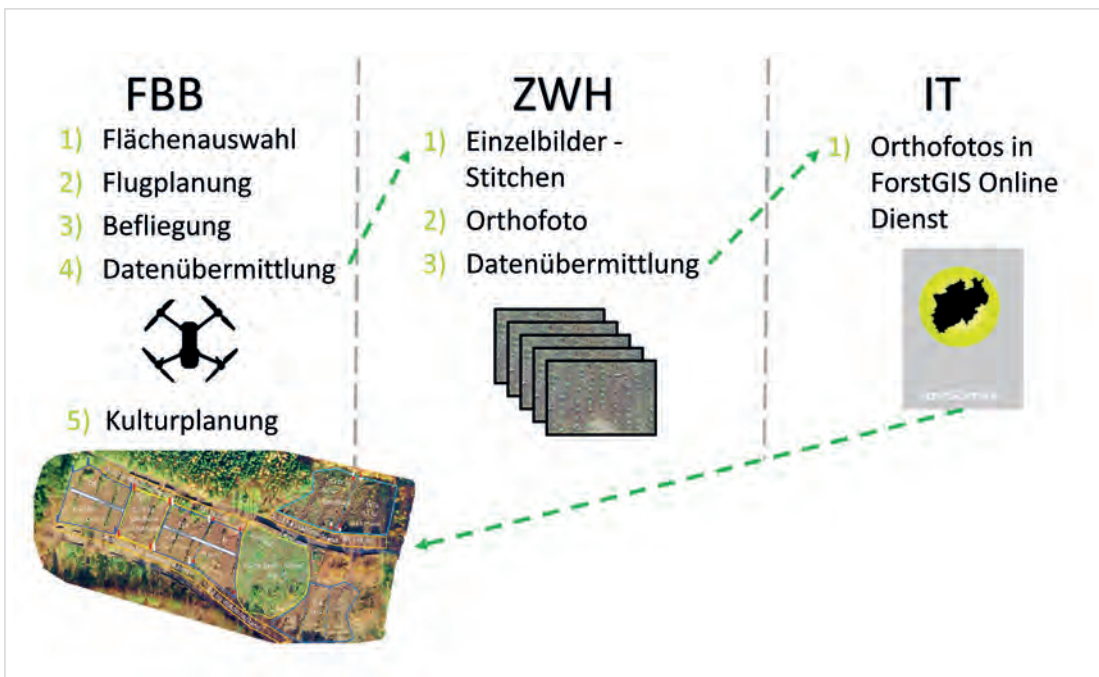 FBB
1) Flächenauswahl
2) Flugplanung
3) Befliegung
4) Datenübermittlung
5) Kulturplanung
ZWH
1) Einzelbilder -
Stitchen
2) Orthofoto
3) Datenübermittlung
IT
1) Orthofotos in
ForstGIS Online
Dienst